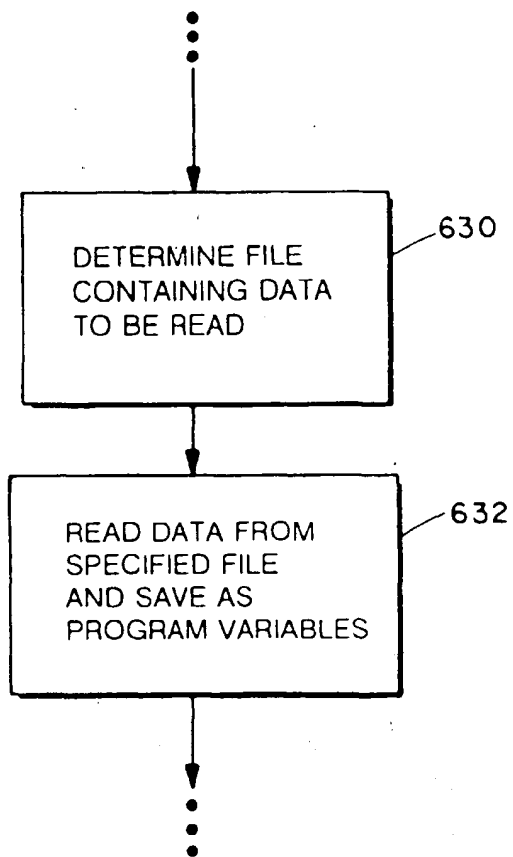 630
DETERMINE FILE
CONTAINING DATA
TO BE READ
632
READ DATA FROM
SPECIFIED FILE
AND SAVE AS
PROGRAM VARIABLES